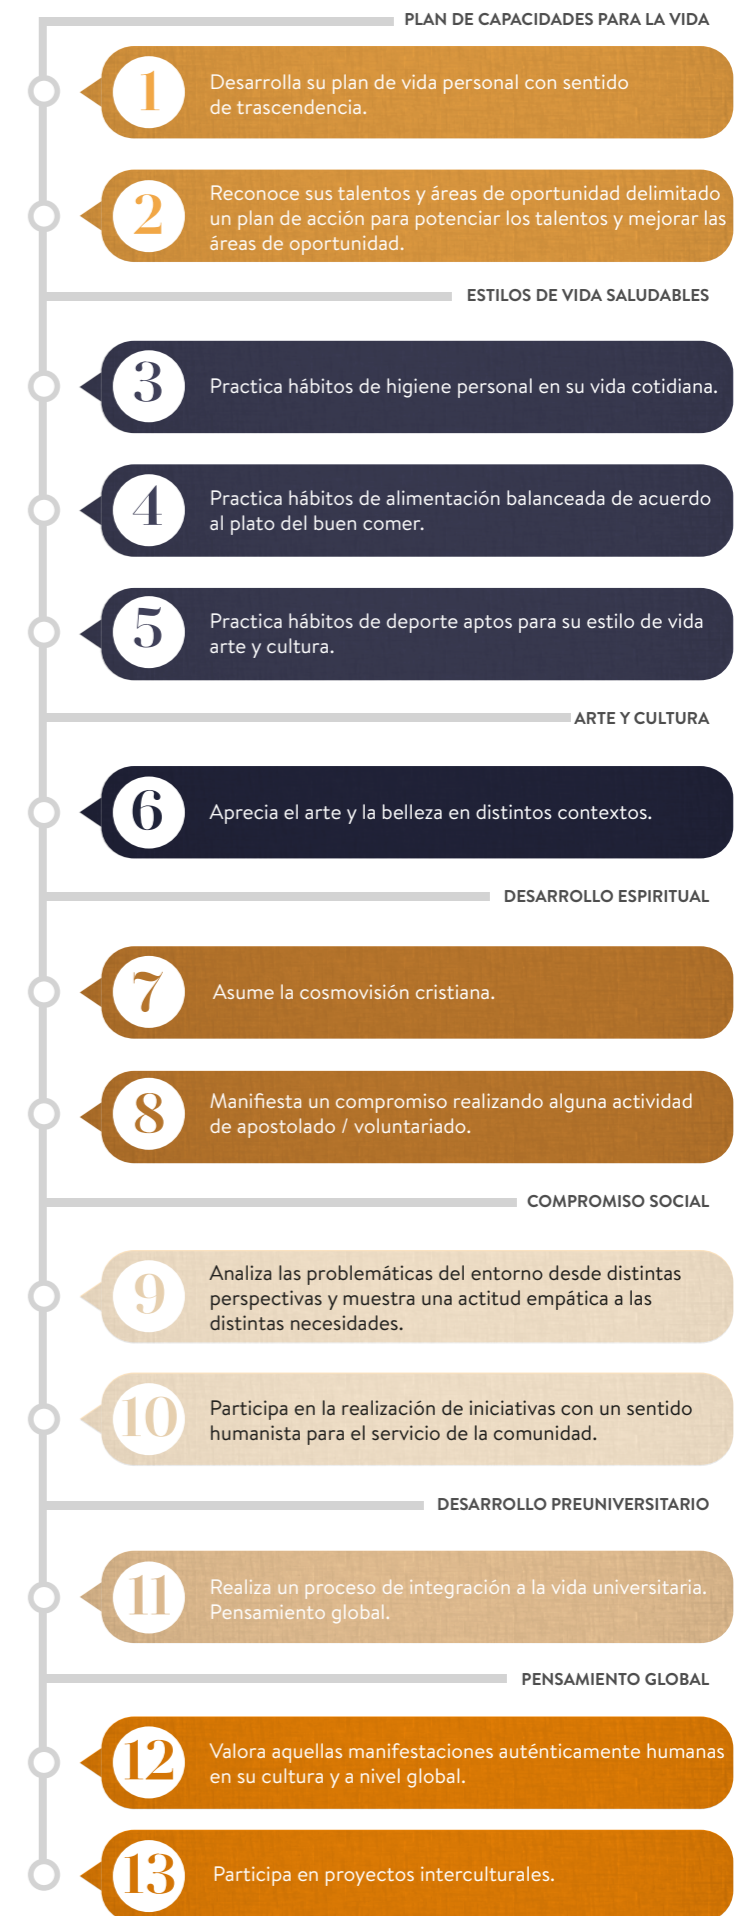 PLAN DE CAPACIDADES PARA LA VIDA
1
Desarrolla su plan de vida personal con sentido
de trascendencia.
2
Reconoce sus talentos y áreas de oportunidad delimitado
un plan de acción para potenciar los talentos y mejorar las
áreas de oportunidad.
ESTILOS DE VIDA SALUDABLES
3
Practica hábitos de higiene personal en su vida cotidiana.
4
Practica hábitos de alimentación balanceada de acuerdo
al plato del buen comer.
5
Practica hábitos de deporte aptos para su estilo de vida
arte y cultura.
ARTE Y CULTURA
6
Aprecia el arte y la belleza en distintos contextos.
DESARROLLO ESPIRITUAL
7
Asume la cosmovisión cristiana.
8
Manifiesta un compromiso realizando alguna actividad
de apostolado / voluntariado.
COMPROMISO SOCIAL
9
Analiza las problemáticas del entorno desde distintas
perspectivas y muestra una actitud empática a las
distintas necesidades.
10
Participa en la realización de iniciativas con un sentido
humanista para el servicio de la comunidad.
DESARROLLO PREUNIVERSITARIO
11
Realiza un proceso de integración a la vida universitaria.
Pensamiento global.
PENSAMIENTO GLOBAL
12
Valora aquellas manifestaciones auténticamente humanas
en su cultura y a nivel global.
13
Participa en proyectos interculturales.